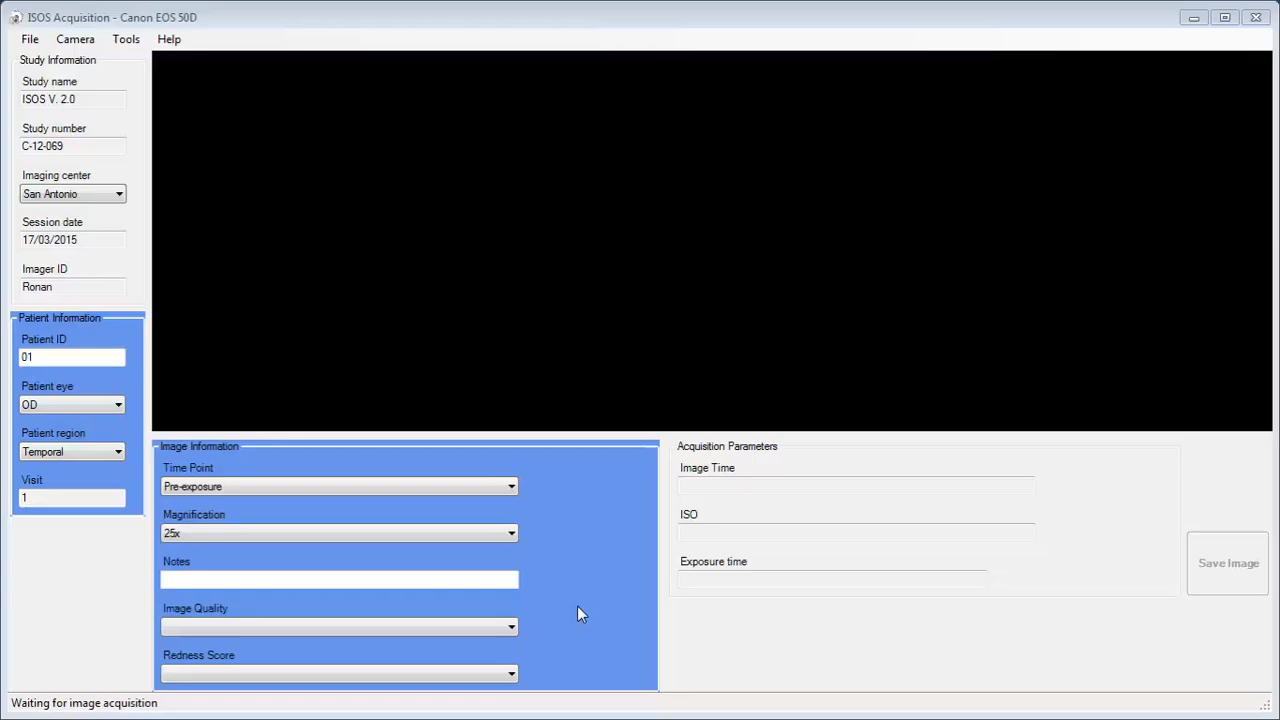 ISOS Acquisition - Canon EOS 50D
File Camera Tools Help
Study Information
Study name
ISOS V. 2.0
Study number
C-12-069
Imaging center
San Antonio
Session date
17/03/2015
Imager ID
Ronan
Patient Information
Patient ID
01
Patient eye
OD
Patient region
Temporal
Visit
1
Image Information
Time Point
Pre-exposure
Magnification
25x
Notes
Image Quality
Redness Score
Acquisition Parameters
Image Time
ISO
Exposure time
Save Image
Waiting for image acquisition